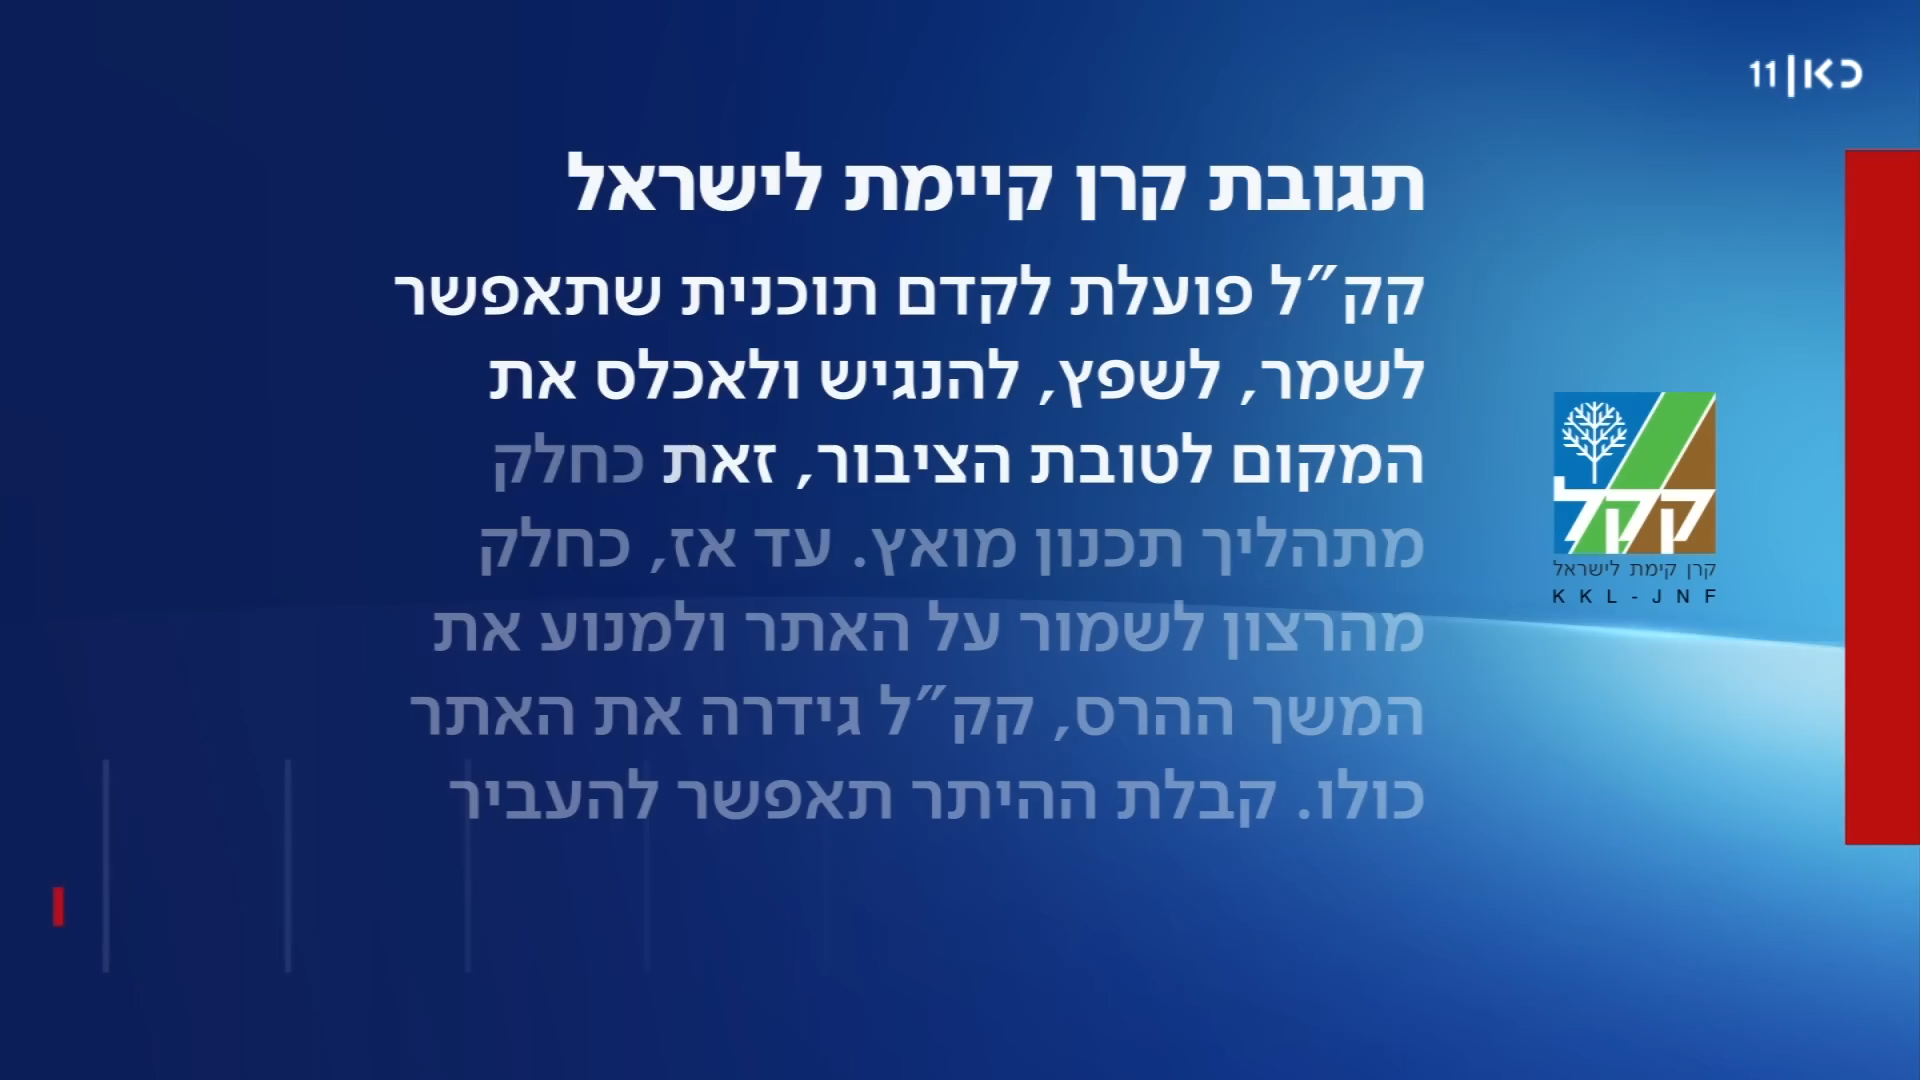 כאן 11
תגובת קרן קיימת לישראל
קק״ל פועלת לקדם תוכנית שתאפשר
לשמר, לשפץ, להנגיש ולאכלס את
המקום לטובת הציבור, זאת כחלק
מתהליך תכנון מואץ. עד אז, כחלק
מהרצון לשמור על האתר ולמנוע את
המשך ההרס, קק״ל גידרה את האתר
כולו. קבלת ההיתר תאפשר להעביר
קקל
קרן קימת לישראל
KKL-JNF